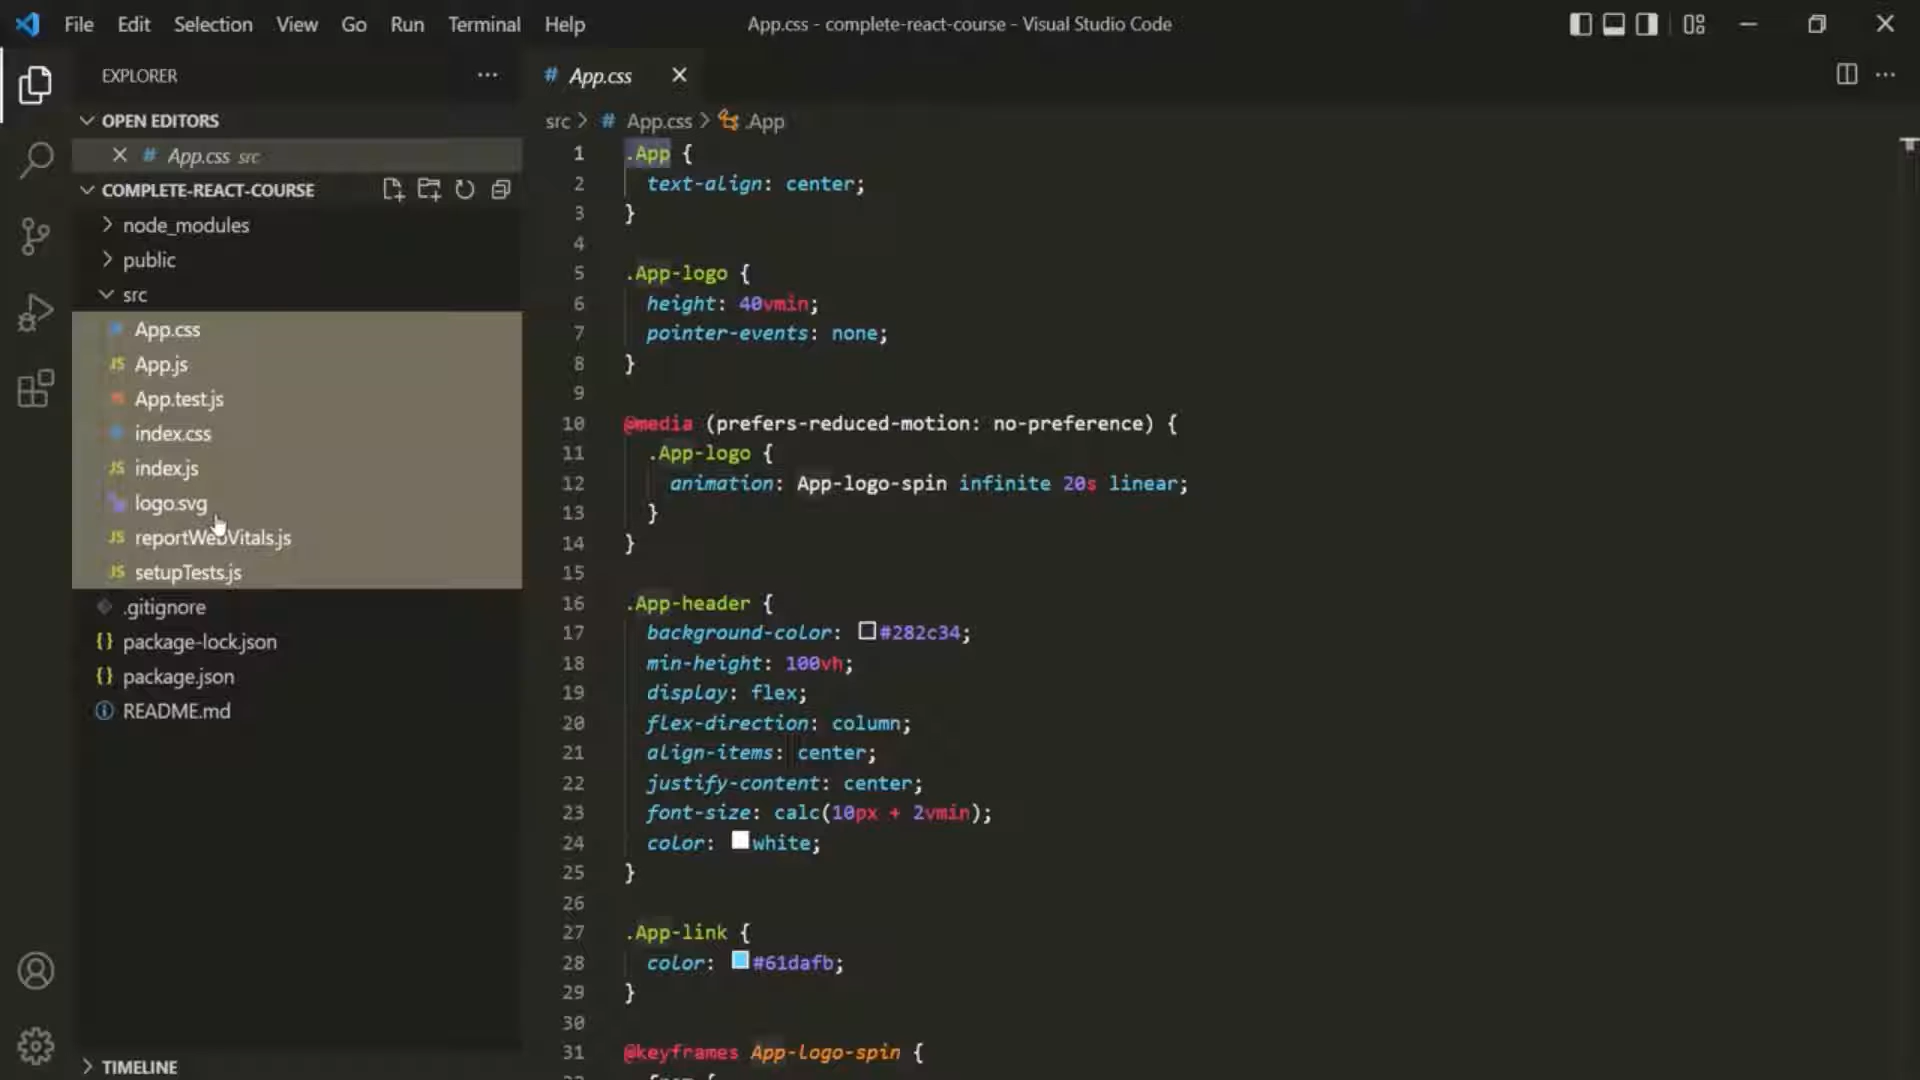 File Edit Selection View Go Run Terminal Help
App.css - complete-react-course - Visual Studio Code
EXPLORER
OPEN EDITORS
App.css src
COMPLETE-REACT-COURSE
node_modules
public
src
App.css
JS App.js
App.test.js
index.css
JS index.js
logo.svg
JS reportWebVitals.js
JS setupTests.js
.gitignore
{} package-lock.json
{} package.json
README.md
TIMELINE
# App.css
src > # App.css > .App
1 .App {
2 text-align: center;
3 }
4
5 .App-logo {
6 height: 40vmin;
7 pointer-events: none;
8 }
9
10 @media (prefers-reduced-motion: no-preference) {
11 .App-logo {
12 animation: App-logo-spin infinite 20s linear;
13 }
14 }
15
16 .App-header {
17 background-color: #282c34;
18 min-height: 100vh;
19 display: flex;
20 flex-direction: column;
21 align-items: center;
22 justify-content: center;
23 font-size: calc(10px + 2vmin);
24 color: white;
25 }
26
27 .App-link {
28 color: #61dafb;
29 }
30
31 @keyframes App-logo-spin {